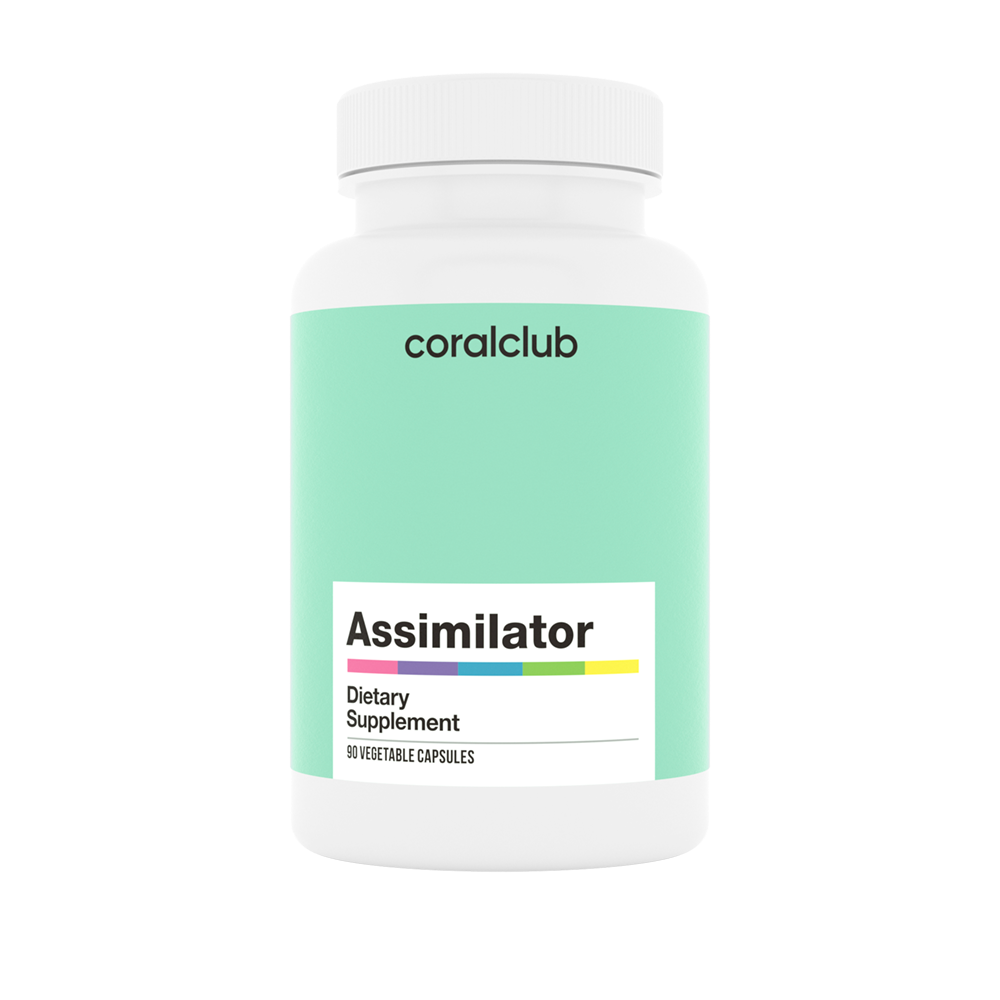 coralclub
Assimilator
Dietary
Supplement
90 VEGETABLE CAPSULES